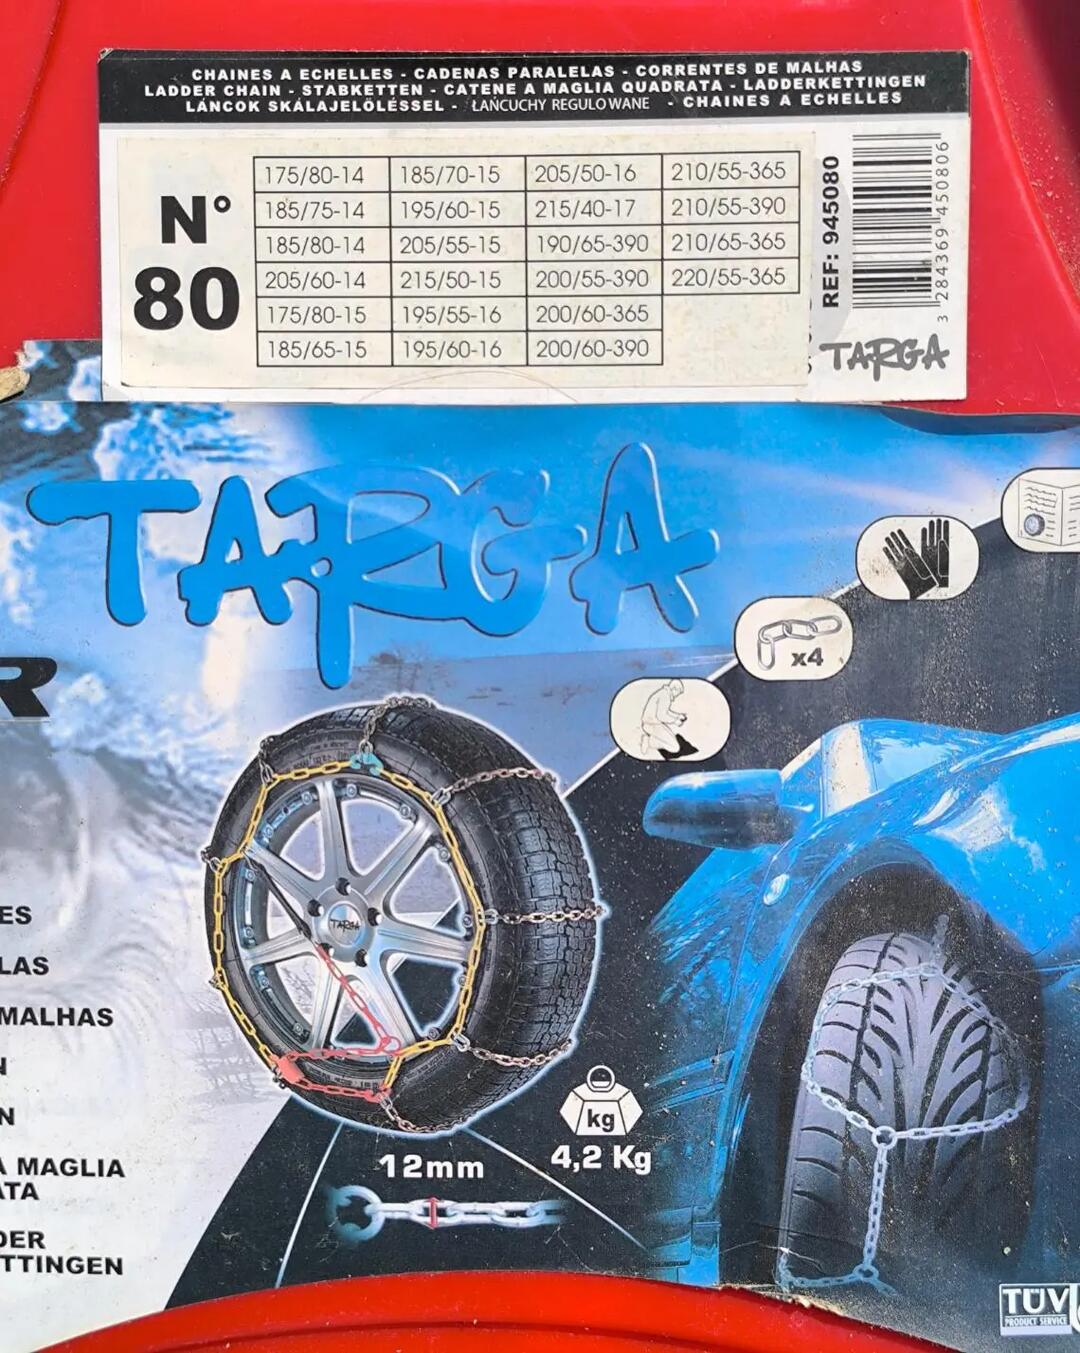 CHAINES A ECHELLES - CADENAS PARALELAS - CORRENTES DE MALHAS
LADDER CHAIN - STABKETTEN - CATENE A MAGLIA QUADRATA - LADDERKETTINGEN
LÁNCOK SKÁLAJELÖLÉSSEL - ŁAŃCUCHY REGULOWANE - CHAINES A ECHELLES
N°
80
175/80-14 185/70-15 205/50-16 210/55-365
185/75-14 195/60-15 215/40-17 210/55-390
185/80-14 205/55-15 190/65-390 210/65-365
205/60-14 215/50-15 200/55-390 220/55-365
175/80-15 195/55-16 200/60-365
185/65-15 195/60-16 200/60-390
REF: 945080
3 284369 450806
TARGA
TARGA
x4
R
TARGA
ES
LAS
MALHAS
N
N
A MAGLIA
ATA
DER
TTINGEN
12mm
kg
4,2 Kg
TÜV
PRODUCT SERVICE